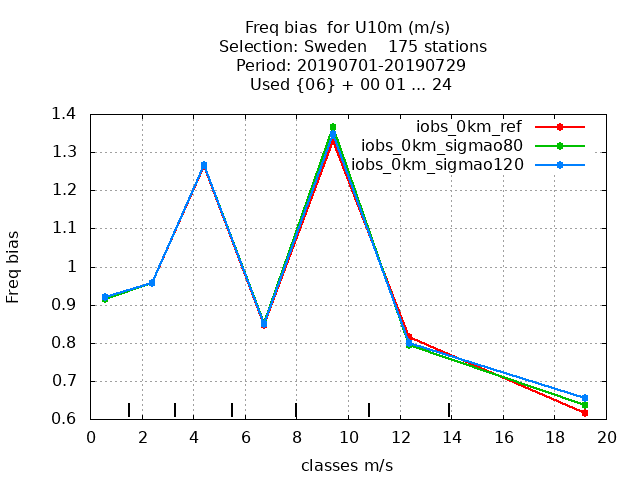 Freq bias  for U10m (m/s)
Selection: Sweden    175 stations
Period: 20190701-20190729
Used {06} + 00 01 ... 24
iobs_0km_ref
iobs_0km_sigmao80
iobs_0km_sigmao120
Freq bias
1.4
1.3
1.2
1.1
1
0.9
0.8
0.7
0.6
0 2 4 6 8 10 12 14 16 18 20
classes m/s